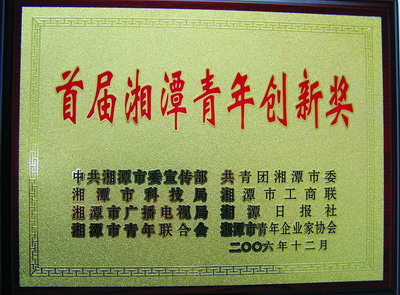 首届湘潭青年创新奖
中共湘潭市委宣传部 共青团湘潭市委
湘潭市科技局 湘潭市工商联
湘潭市广播电视局 湘潭日报社
湘潭市青年联合会 湘潭市青年企业家协会
二〇〇六年十二月